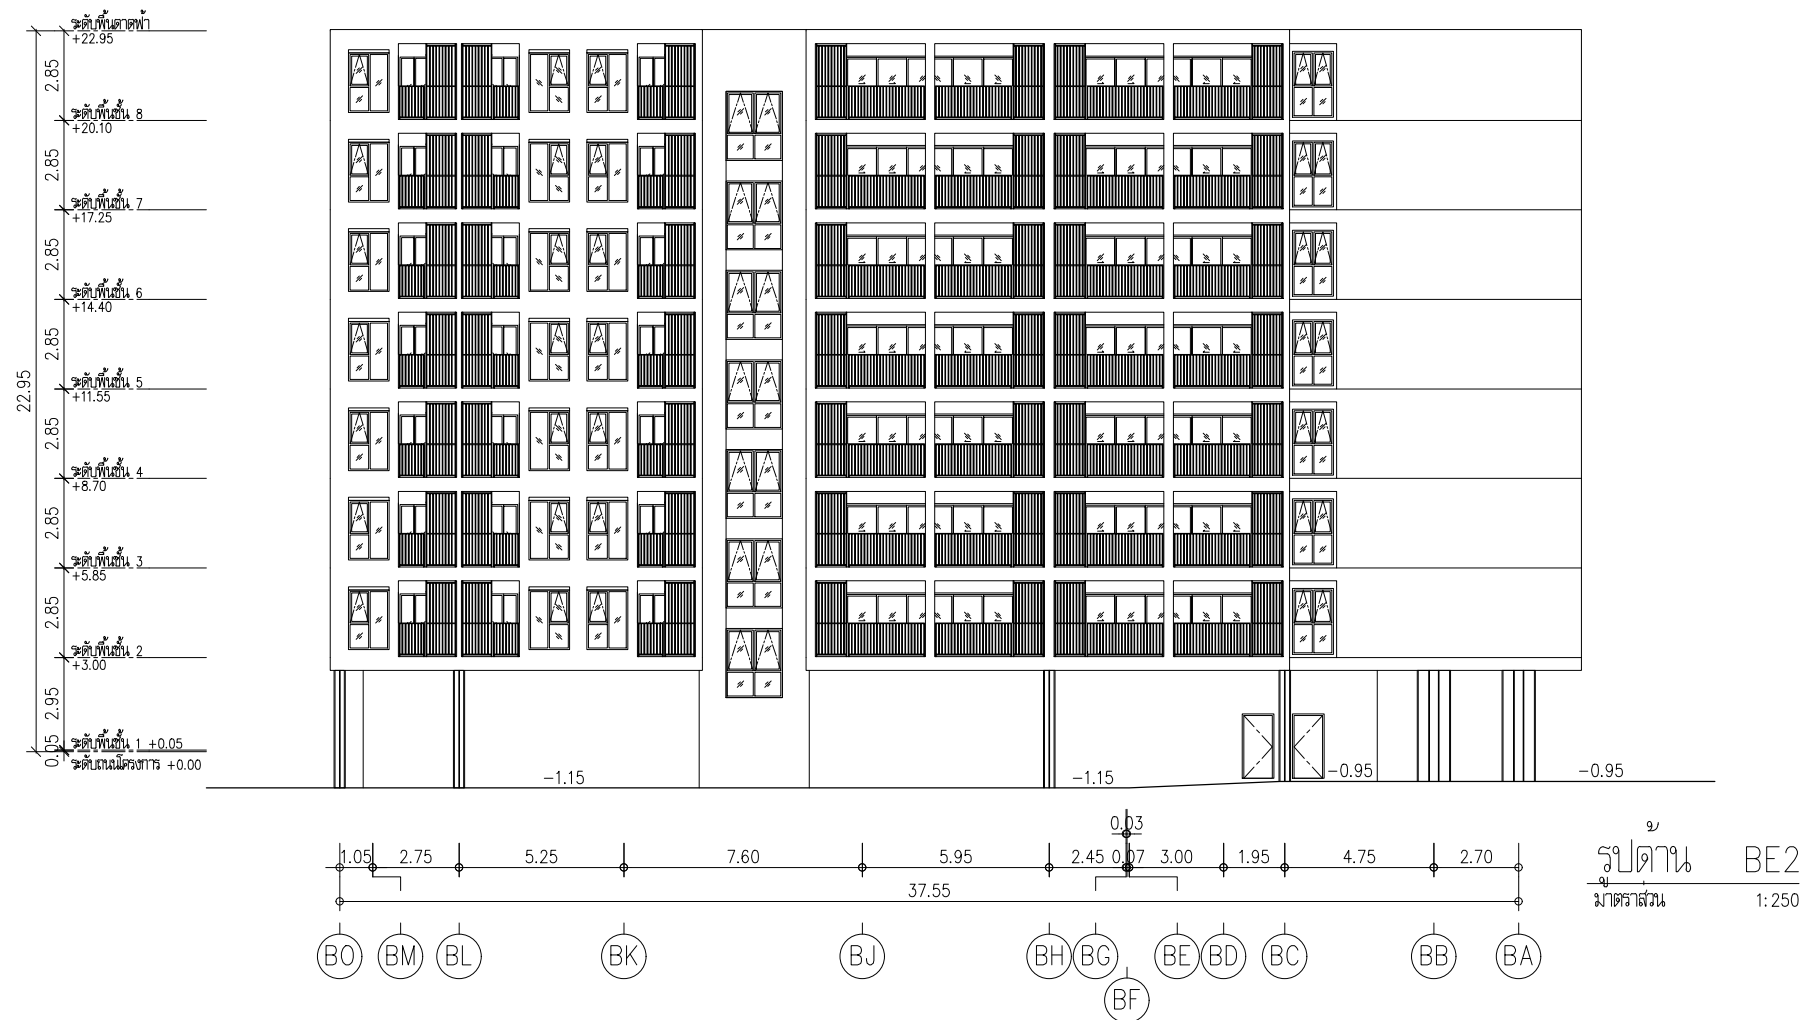 ระดับพื้นดาดฟ้า
+22.95
2.85
ระดับพื้นชั้น 8
+20.10
2.85
ระดับพื้นชั้น 7
+17.25
2.85
ระดับพื้นชั้น 6
+14.40
2.85
ระดับพื้นชั้น 5
+11.55
22.95
2.85
ระดับพื้นชั้น 4
+8.70
2.85
ระดับพื้นชั้น 3
+5.85
2.85
ระดับพื้นชั้น 2
+3.00
2.95
ระดับพื้นชั้น 1 +0.05
0.05
ระดับถนนโครงการ +0.00
-1.15 -1.15 -0.95 -0.95
0.03
1.05 2.75 5.25 7.60 5.95 2.45 0.07 3.00 1.95 4.75 2.70
37.55
BO BM BL BK BJ BH BG BE BD BC BB BA
BF
รูปด้าน BE2
มาตราส่วน 1:250